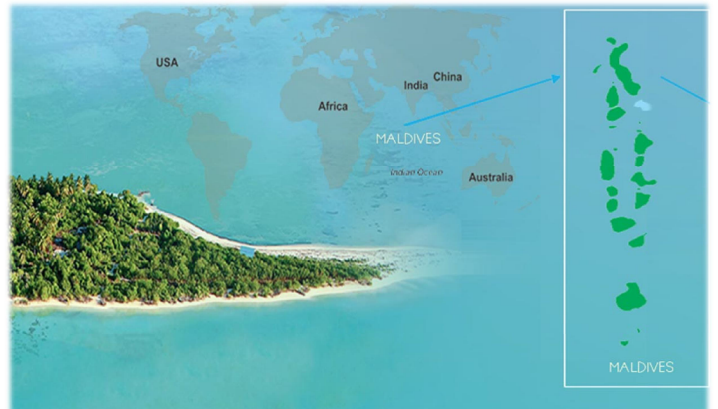 USA
China
India
Africa
MALDIVES
Indian Ocean
Australia
MALDIVES